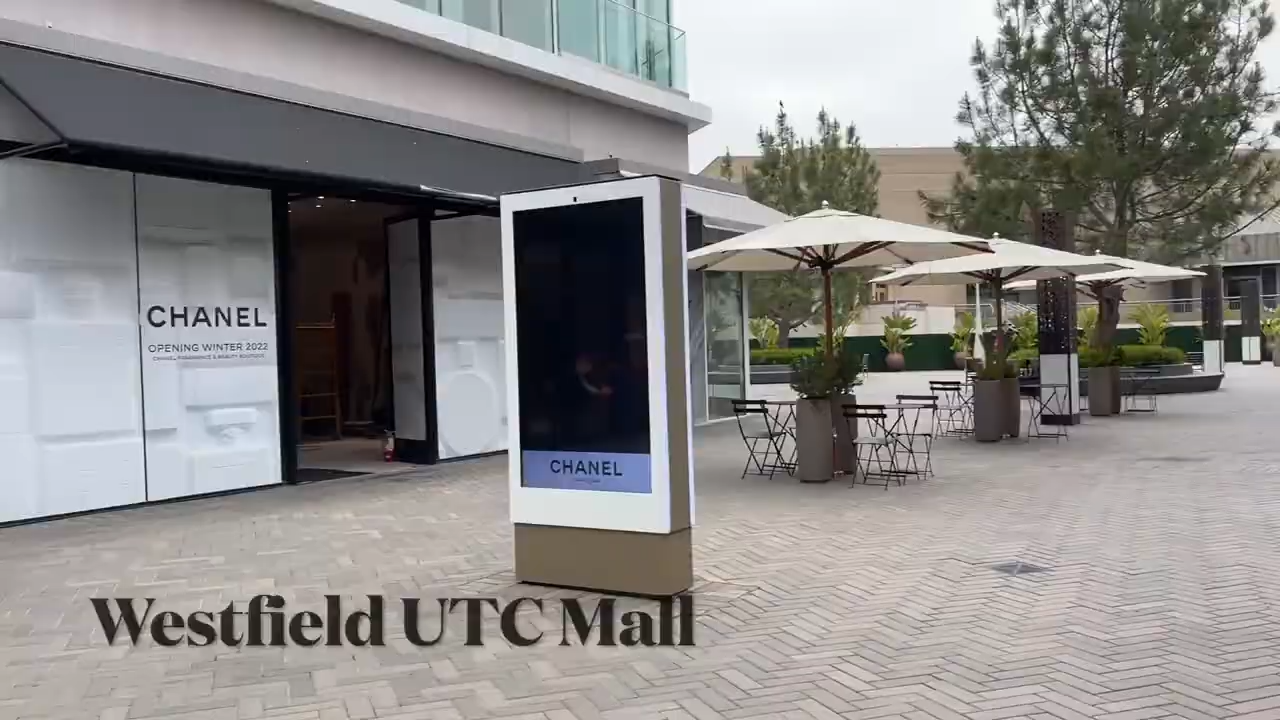 CHANEL
OPENING WINTER 2022
CHANEL FRAGRANCE & BEAUTY BOUTIQUE
CHANEL
Westfield UTC Mall